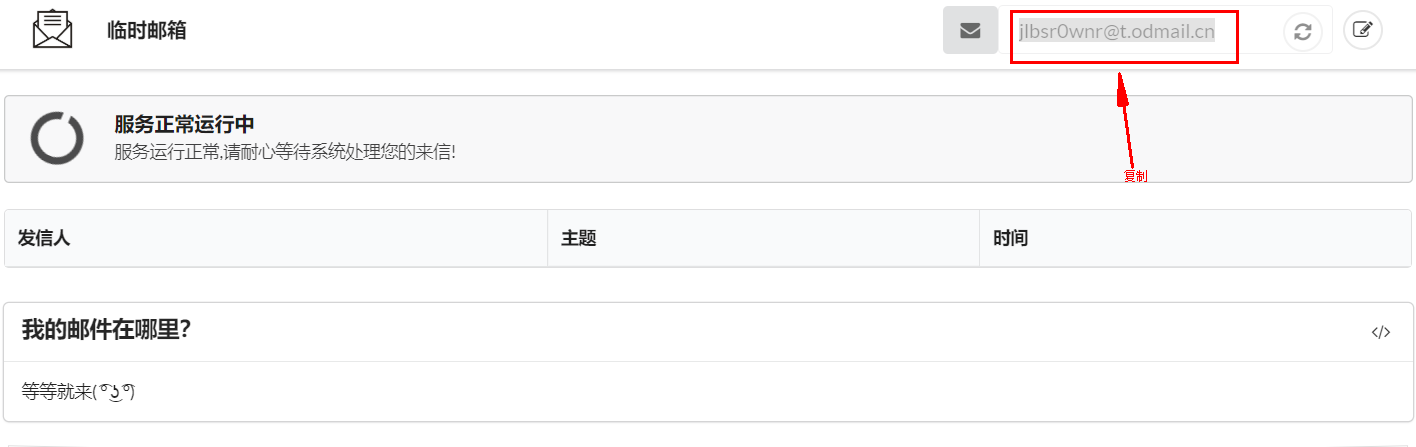 临时邮箱
jlbsr0wnr@t.odmail.cn
服务正常运行中
服务运行正常,请耐心等待系统处理您的来信!
复制
发信人 主题 时间
我的邮件在哪里?
</>
等等就来( ͡° ͜ʖ ͡°)